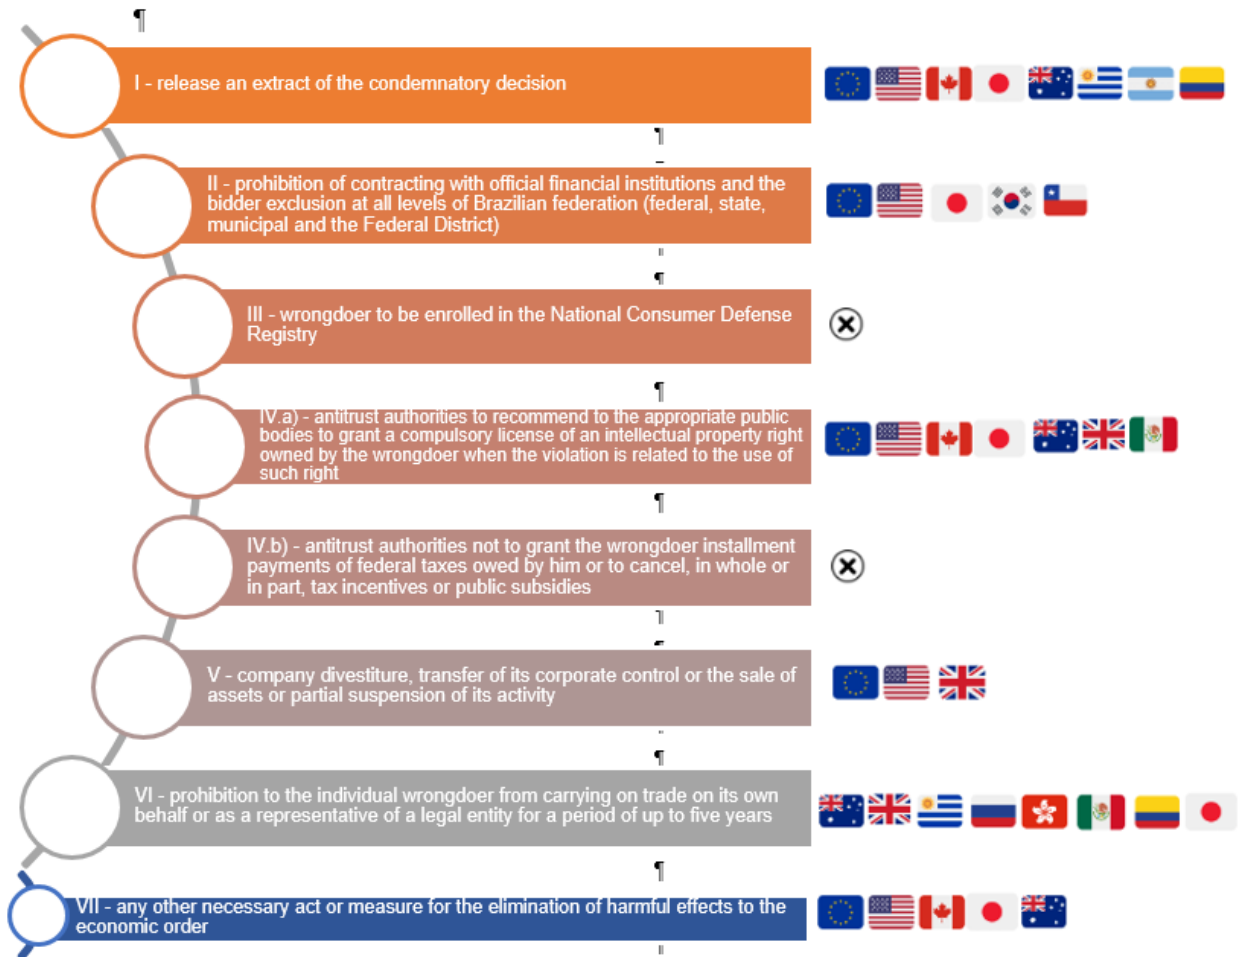 ¶
I - release an extract of the condemnatory decision
¶
II - prohibition of contracting with official financial institutions and the
bidder exclusion at all levels of Brazilian federation (federal, state,
municipal and the Federal District)
¶
III - wrongdoer to be enrolled in the National Consumer Defense
Registry
¶
IV.a) - antitrust authorities to recommend to the appropriate public
bodies to grant a compulsory license of an intellectual property right
owned by the wrongdoer when the violation is related to the use of
such right
¶
IV.b) - antitrust authorities not to grant the wrongdoer installment
payments of federal taxes owed by him or to cancel, in whole or
in part, tax incentives or public subsidies
V - company divestiture, transfer of its corporate control or the sale of
assets or partial suspension of its activity
¶
VI - prohibition to the individual wrongdoer from carrying on trade on its own
behalf or as a representative of a legal entity for a period of up to five years
¶
VII - any other necessary act or measure for the elimination of harmful effects to the
economic order